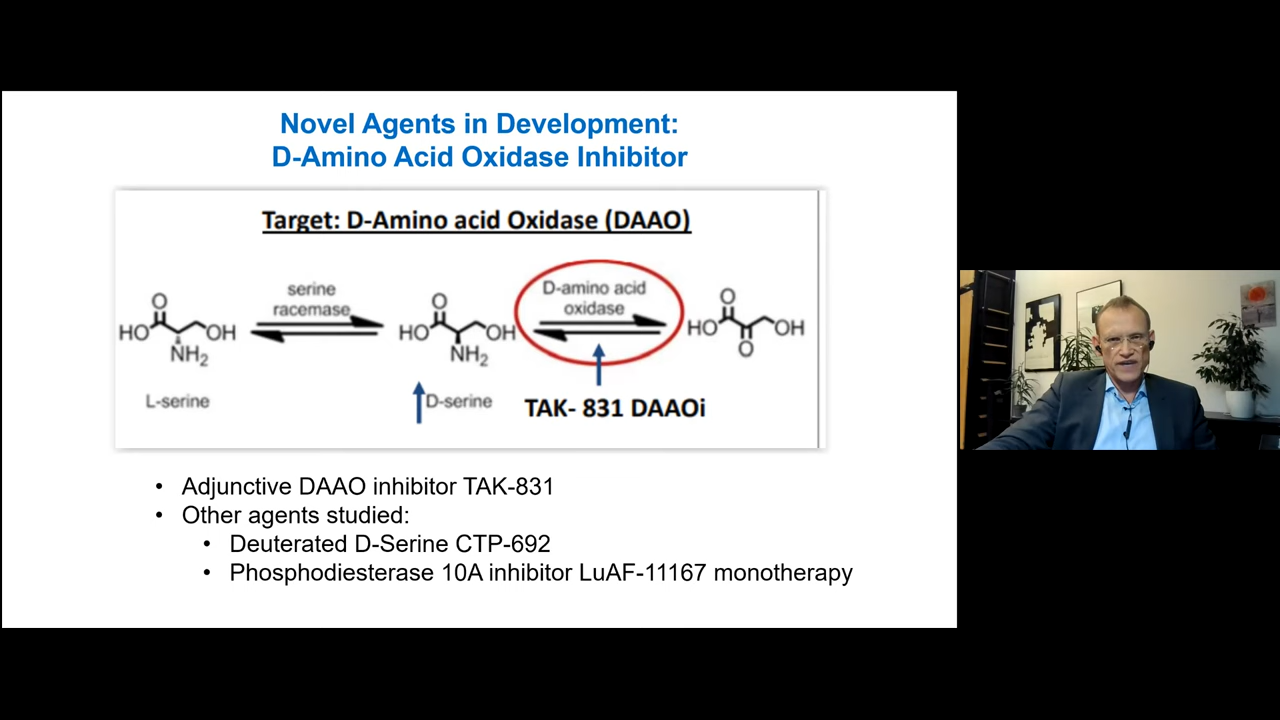 Novel Agents in Development:
D-Amino Acid Oxidase Inhibitor
Target: D-Amino acid Oxidase (DAAO)
serine
racemase
D-amino acid
oxidase
O
HO
OH
NH2
O
HO
OH
NH2
O
HO
OH
O
L-serine
D-serine
TAK- 831 DAAOi
• Adjunctive DAAO inhibitor TAK-831
• Other agents studied:
• Deuterated D-Serine CTP-692
• Phosphodiesterase 10A inhibitor LuAF-11167 monotherapy